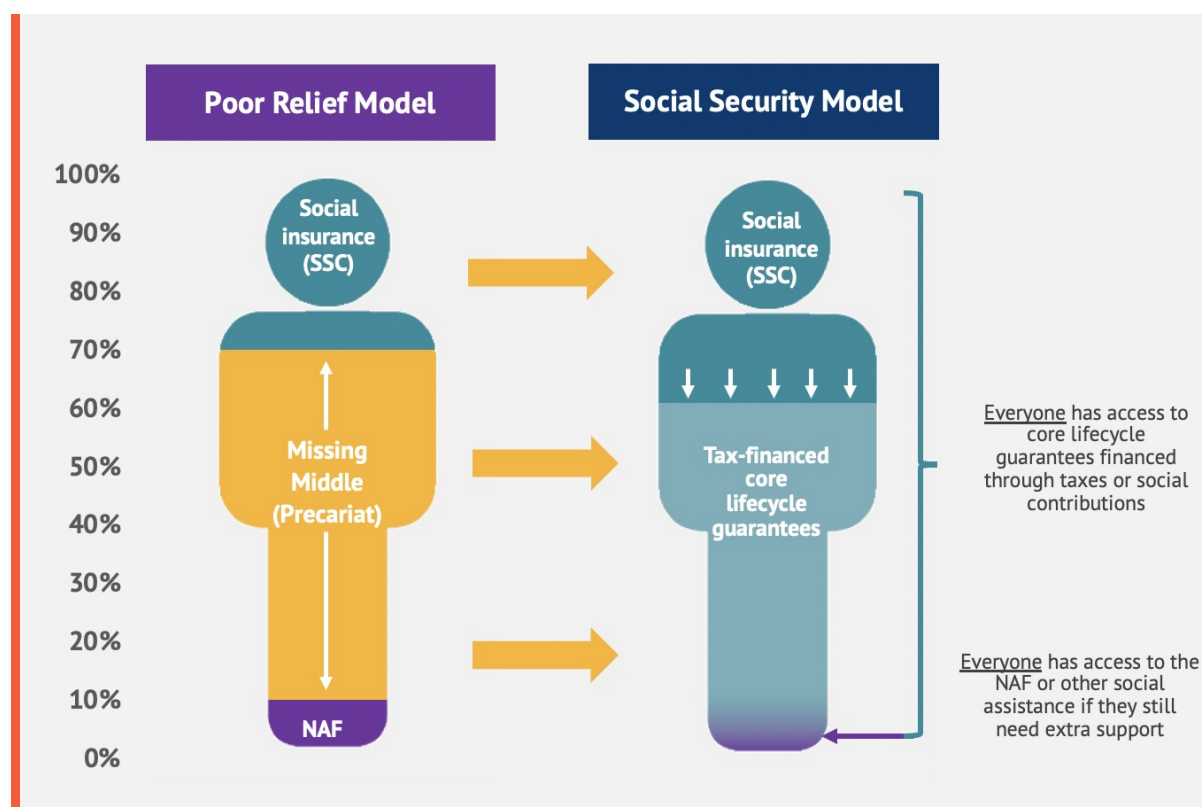 Poor Relief Model
Social Security Model
100%
90%
80%
70%
60%
50%
40%
30%
20%
10%
0%
Social
insurance
(SSC)
Missing
Middle
(Precariat)
NAF
Social
insurance
(SSC)
Tax-financed
core
lifecycle
guarantees
Everyone has access to
core lifecycle
guarantees financed
through taxes or social
contributions
Everyone has access to the
NAF or other social
assistance if they still
need extra support